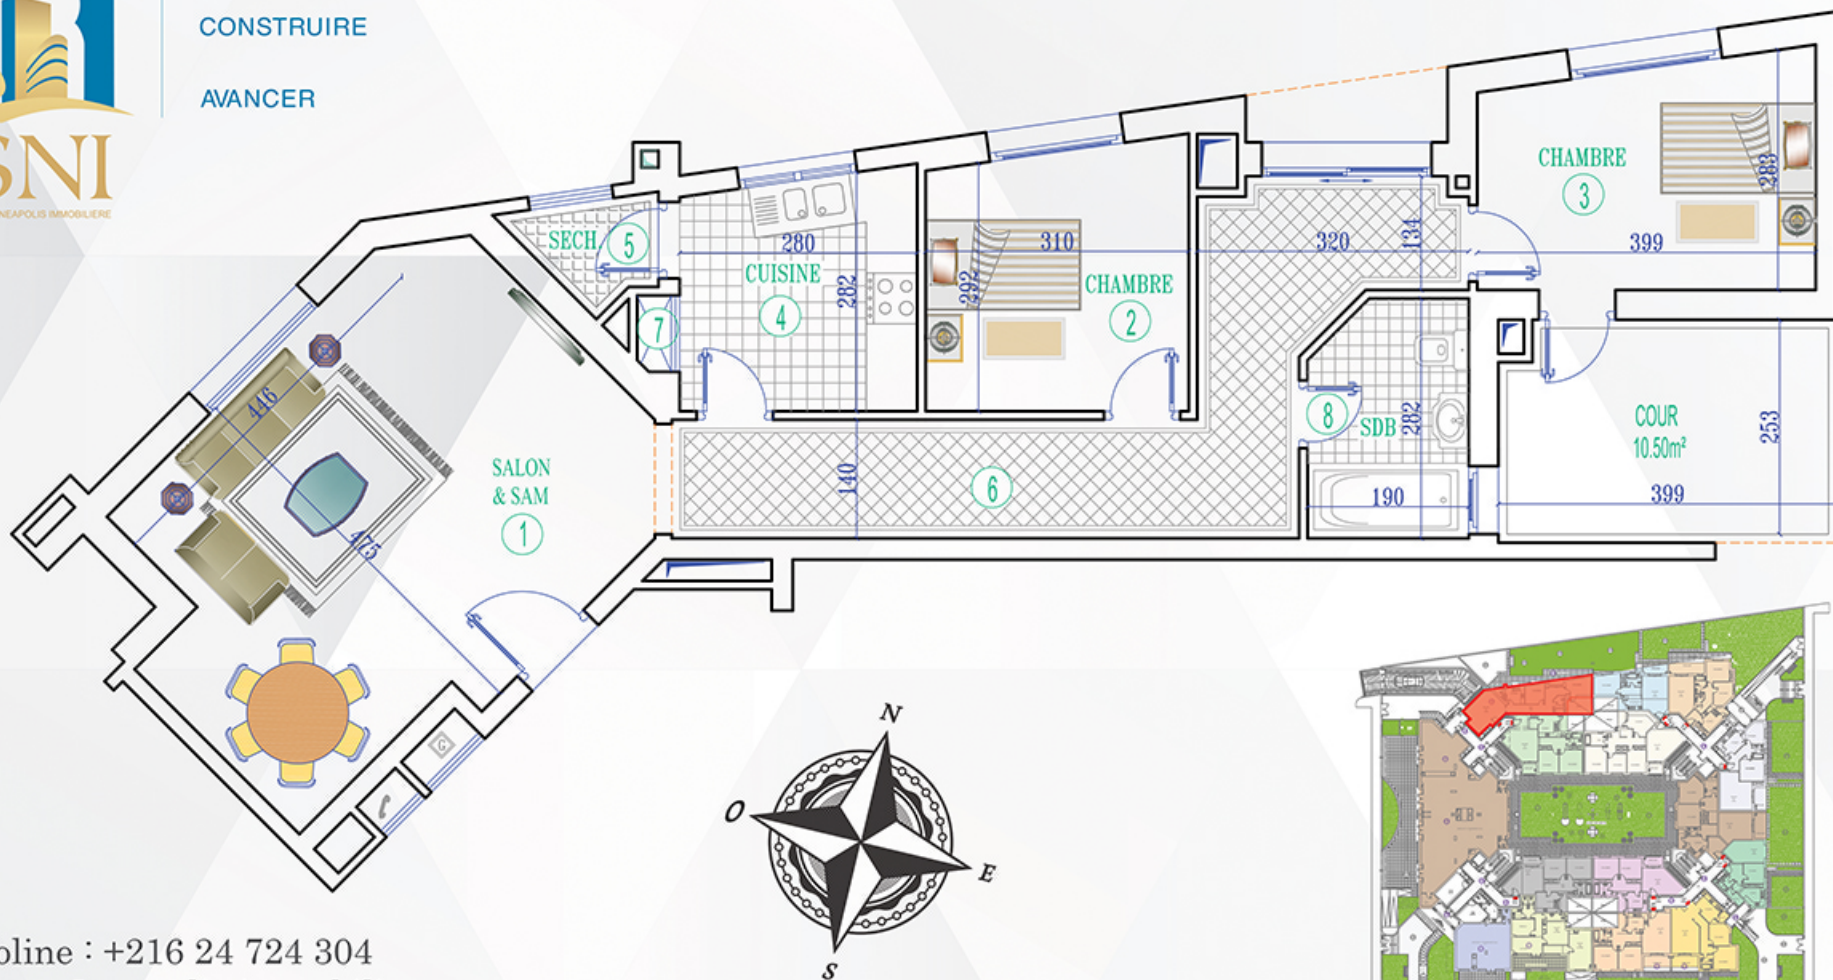 CONSTRUIRE
AVANCER
SNI
NEAPOLIS IMMOBILIERE
SALON
& SAM
1
446
475
SECH
5
7
280
CUISINE
4
282
140
310
292
CHAMBRE
2
6
320
134
8
SDB
282
190
CHAMBRE
3
283
399
COUR
10.50m²
253
399
G
N
O
E
S
oline : +216 24 724 304